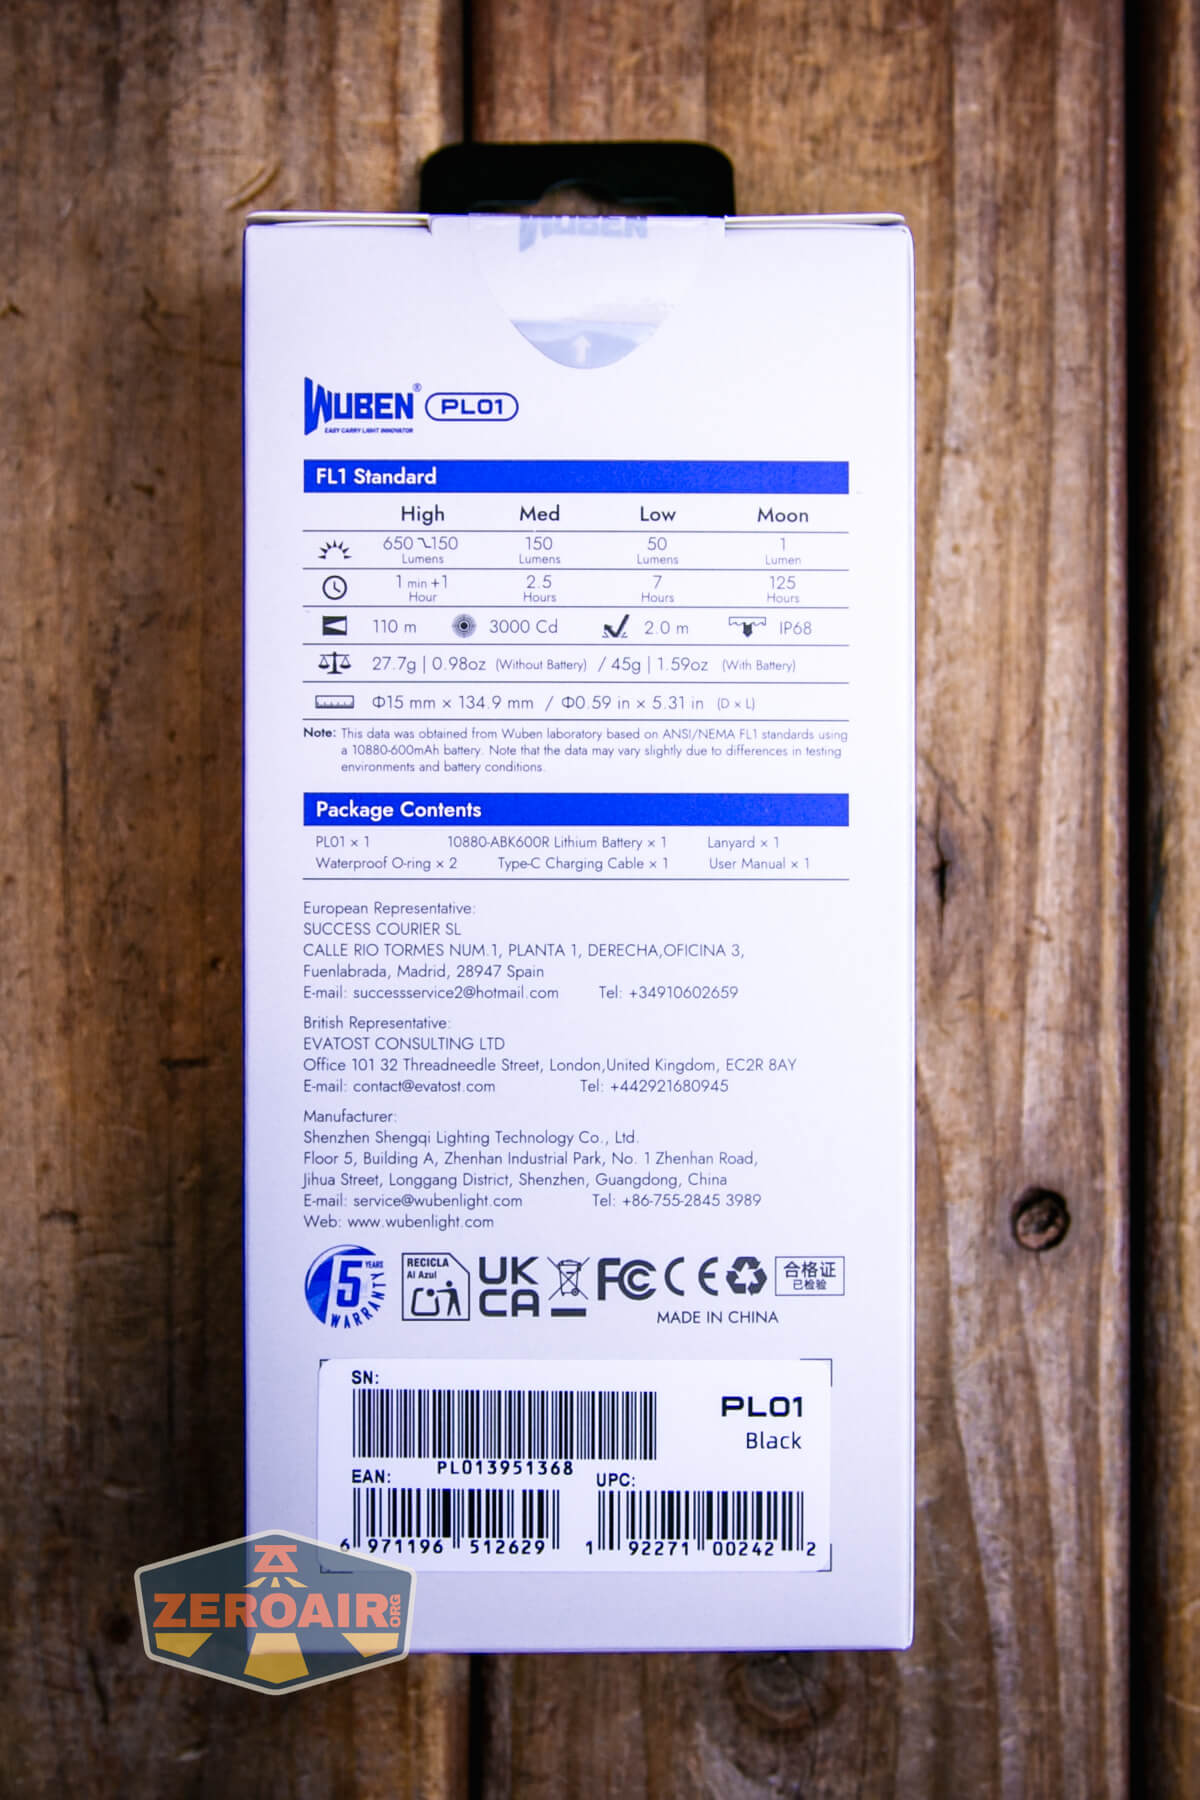 WUBEN
WUBEN® PL01
EASY CARRY LIGHT INNOVATOR
FL1 Standard
High Med Low Moon
650 150 150 50 1
Lumens Lumens Lumens Lumen
1 min +1 2.5 7 125
Hour Hours Hours Hours
110 m 3000 Cd 2.0 m IP68
27.7g | 0.98oz (Without Battery) / 45g | 1.59oz (With Battery)
Φ15 mm × 134.9 mm / Φ0.59 in × 5.31 in (D × L)
Note: This data was obtained from Wuben laboratory based on ANSI/NEMA FL1 standards using
a 10880-600mAh battery. Note that the data may vary slightly due to differences in testing
environments and battery conditions.
Package Contents
PL01 × 1 10880-ABK600R Lithium Battery × 1 Lanyard × 1
Waterproof O-ring × 2 Type-C Charging Cable × 1 User Manual × 1
European Representative:
SUCCESS COURIER SL
CALLE RIO TORMES NUM.1, PLANTA 1, DERECHA,OFICINA 3,
Fuenlabrada, Madrid, 28947 Spain
E-mail: successservice2@hotmail.com Tel: +34910602659
British Representative:
EVATOST CONSULTING LTD
Office 101 32 Threadneedle Street, London,United Kingdom, EC2R 8AY
E-mail: contact@evatost.com Tel: +442921680945
Manufacturer:
Shenzhen Shengqi Lighting Technology Co., Ltd.
Floor 5, Building A, Zhenhan Industrial Park, No. 1 Zhenhan Road,
Jihua Street, Longgang District, Shenzhen, Guangdong, China
E-mail: service@wubenlight.com Tel: +86-755-2845 3989
Web: www.wubenlight.com
5 YEARS WARRANTY
RECICLA
Al Azul
UK
CA
FC CE
合格证
已检验
MADE IN CHINA
SN:
PL013951368
PL01
Black
EAN:
6 971196 512629
UPC:
1 92271 00242 2
ZEROAIR.ORG